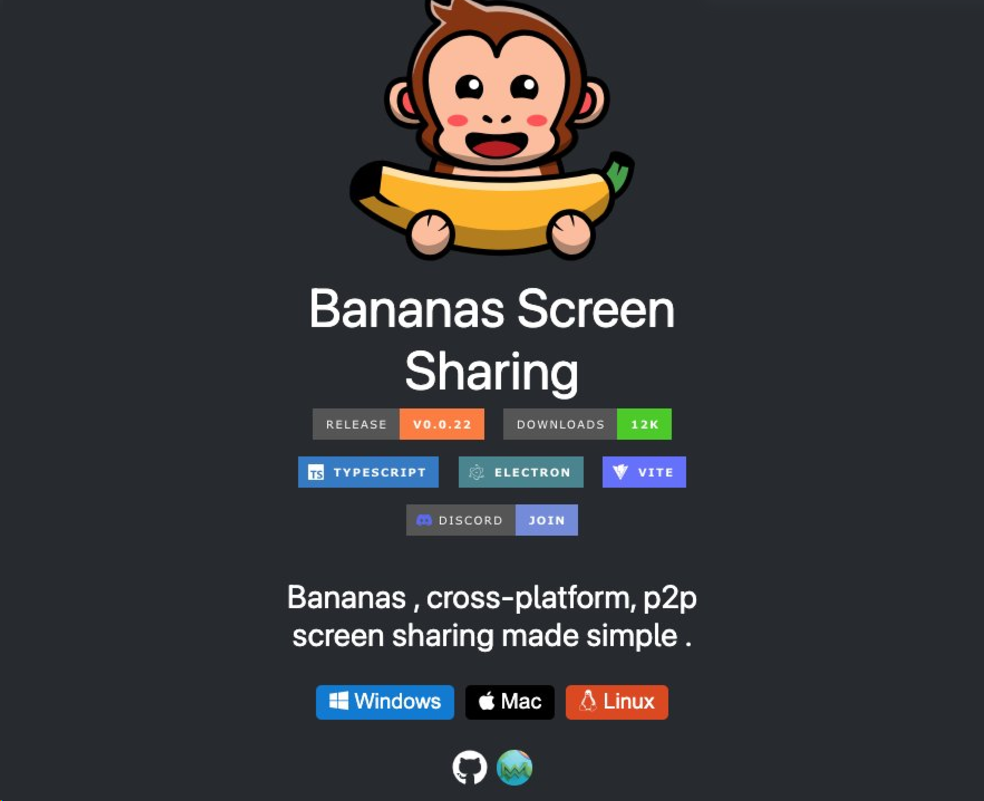 Bananas Screen
Sharing
RELEASE V0.0.22 DOWNLOADS 12K
TS TYPESCRIPT ELECTRON VITE
DISCORD JOIN
Bananas , cross-platform, p2p
screen sharing made simple .
Windows Mac Linux